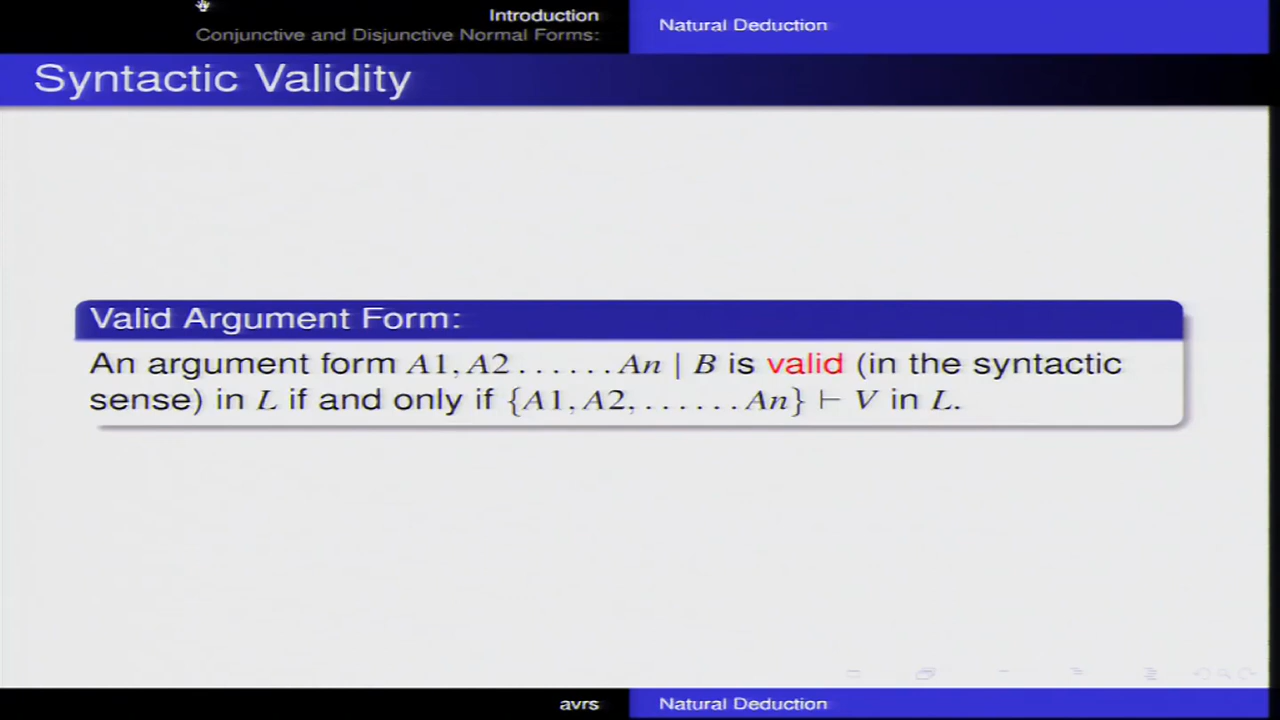 Introduction
Conjunctive and Disjunctive Normal Forms:
Natural Deduction
Syntactic Validity
Valid Argument Form:
An argument form A1, A2 . . . . . . An | B is valid (in the syntactic
sense) in L if and only if {A1, A2, . . . . . . An} ⊢ V in L.
avrs
Natural Deduction